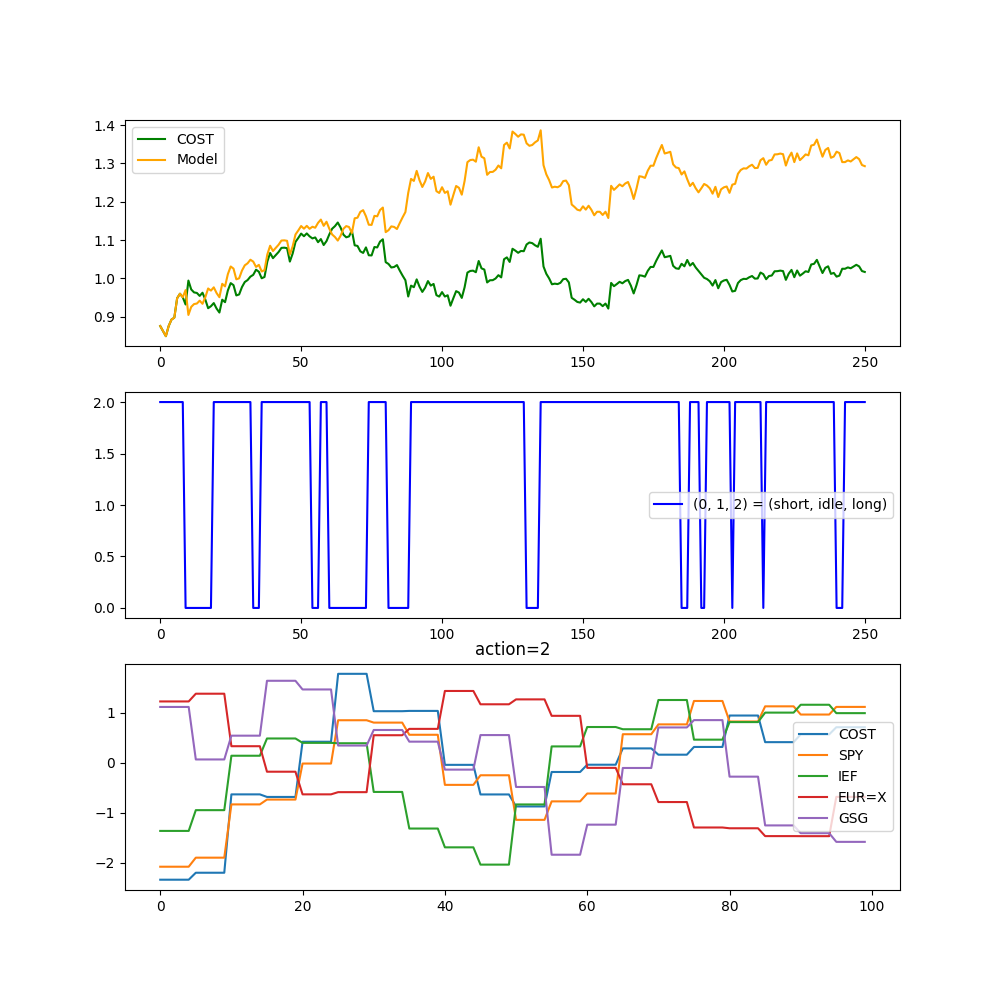 1.4
1.3
1.2
1.1
1.0
0.9
COST
Model
0 50 100 150 200 250
2.0
1.5
1.0
0.5
0.0
(0, 1, 2) = (short, idle, long)
0 50 100 150 200 250
action=2
1
0
−1
−2
COST
SPY
IEF
EUR=X
GSG
0 20 40 60 80 100